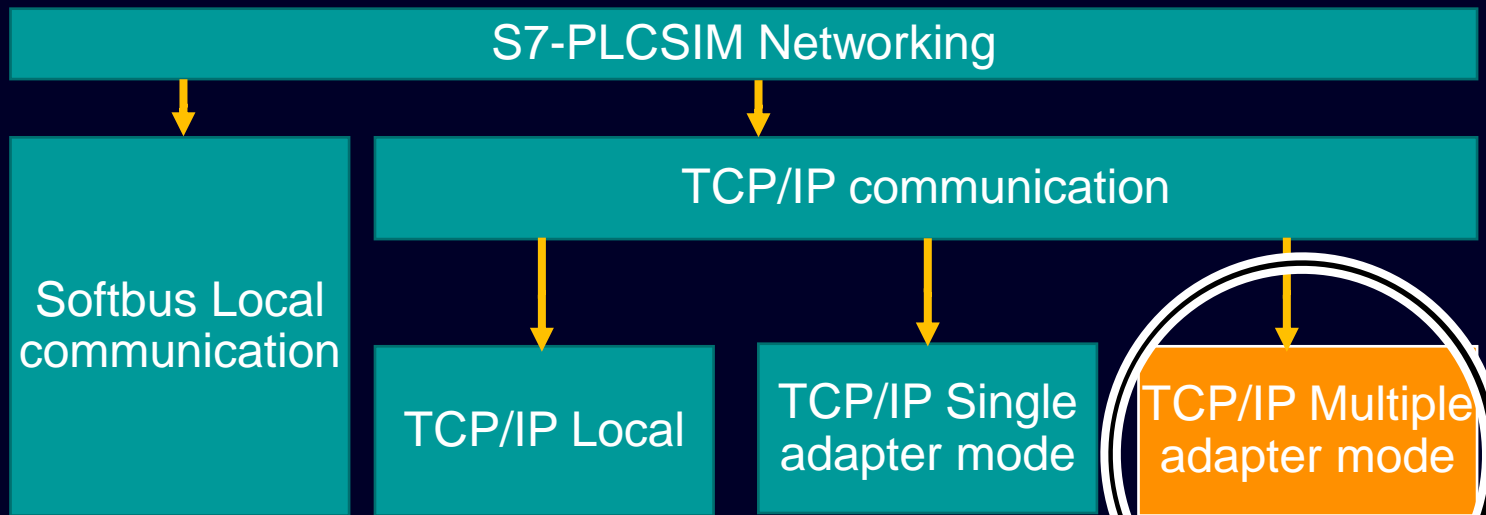 S7-PLCSIM Networking
TCP/IP communication
Softbus Local
communication
TCP/IP Local
TCP/IP Single
adapter mode
TCP/IP Multiple
adapter mode